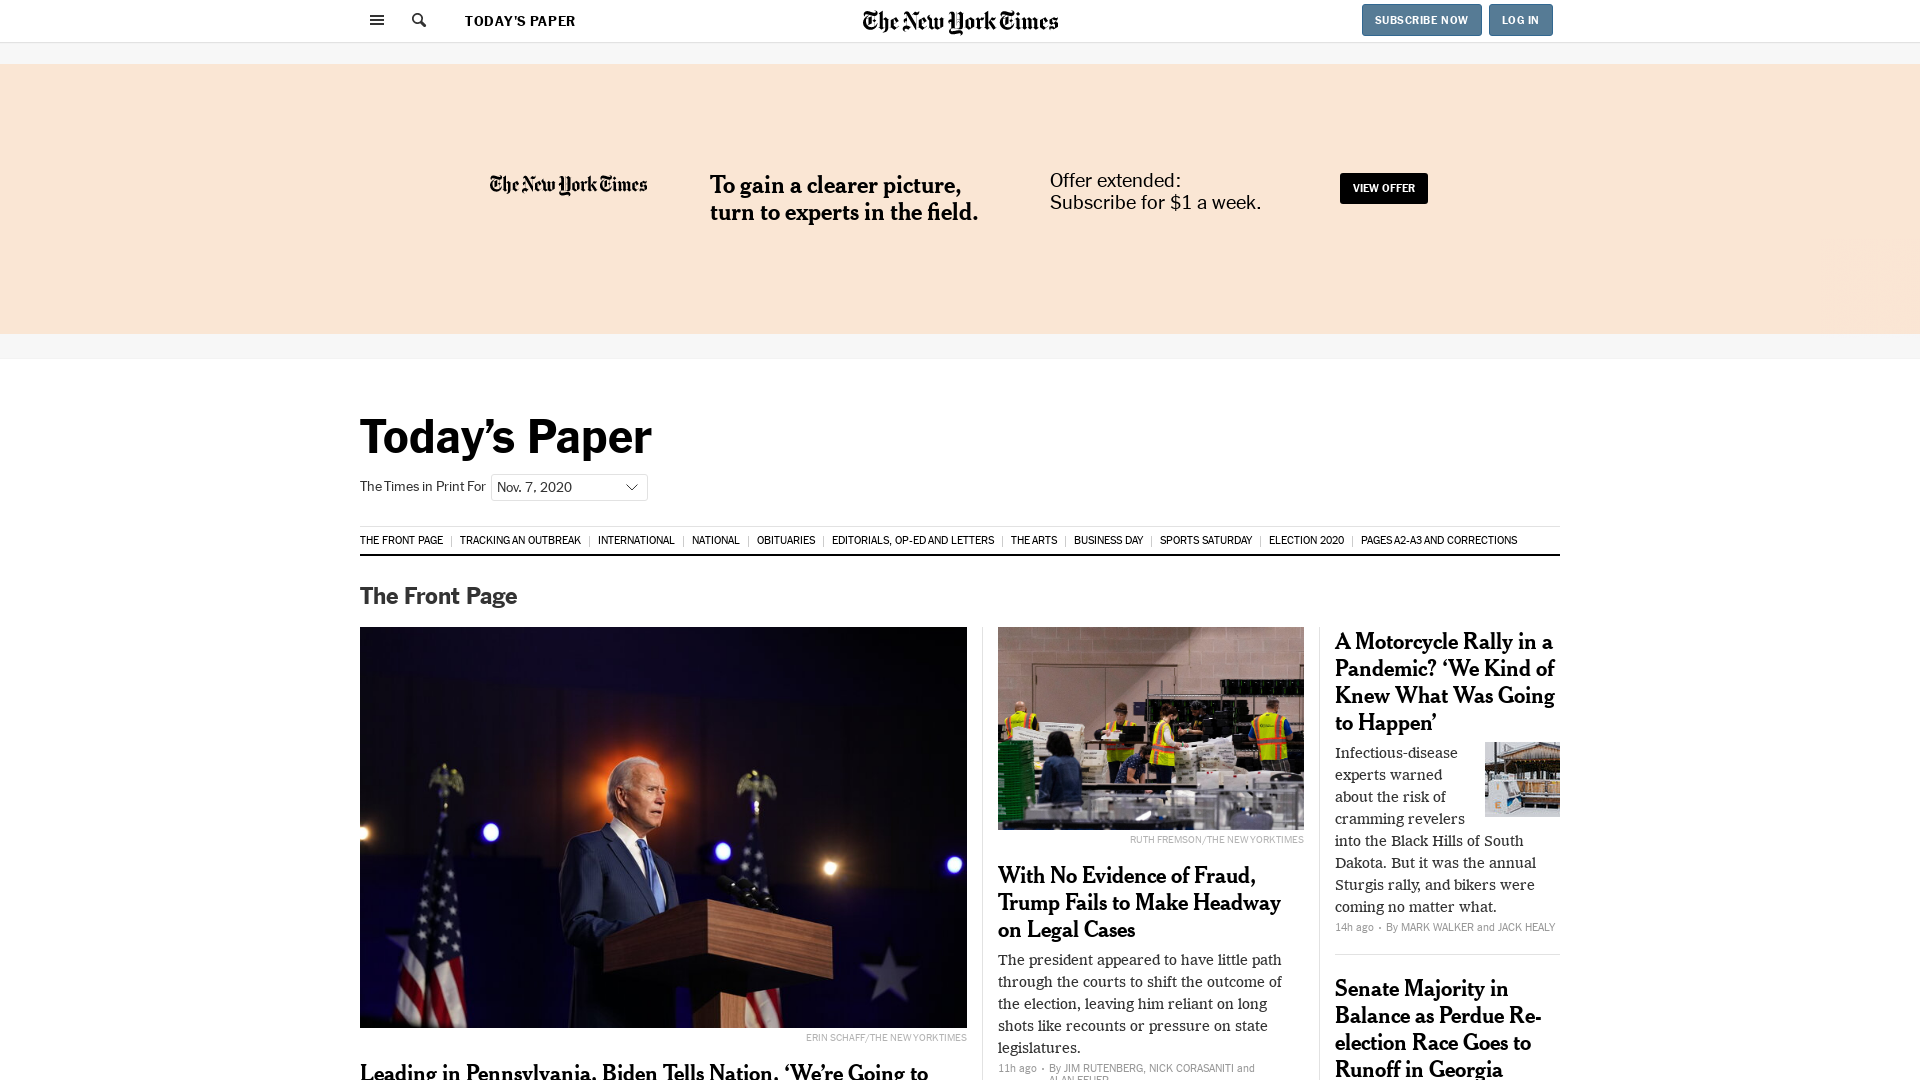 TODAY'S PAPER
The New York Times
SUBSCRIBE NOW
LOG IN
The New York Times
To gain a clearer picture,
turn to experts in the field.
Offer extended:
Subscribe for $1 a week.
VIEW OFFER
Today's Paper
The Times in Print For
Nov. 7, 2020
THE FRONT PAGE
TRACKING AN OUTBREAK
INTERNATIONAL
NATIONAL
OBITUARIES
EDITORIALS, OP-ED AND LETTERS
THE ARTS
BUSINESS DAY
SPORTS SATURDAY
ELECTION 2020
PAGES A2-A3 AND CORRECTIONS
The Front Page
ERIN SCHAFF/THE NEW YORK TIMES
Leading in Pennsylvania, Biden Tells Nation, ‘We’re Going to
RUTH FREMSON/THE NEW YORK TIMES
With No Evidence of Fraud,
Trump Fails to Make Headway
on Legal Cases
The president appeared to have little path
through the courts to shift the outcome of
the election, leaving him reliant on long
shots like recounts or pressure on state
legislatures.
11h ago • By JIM RUTENBERG, NICK CORASANITI and
ALAN FEUER
A Motorcycle Rally in a
Pandemic? ‘We Kind of
Knew What Was Going
to Happen’
Infectious-disease
experts warned
about the risk of
cramming revelers
into the Black Hills of South
Dakota. But it was the annual
Sturgis rally, and bikers were
coming no matter what.
14h ago • By MARK WALKER and JACK HEALY
Senate Majority in
Balance as Perdue Re-
election Race Goes to
Runoff in Georgia